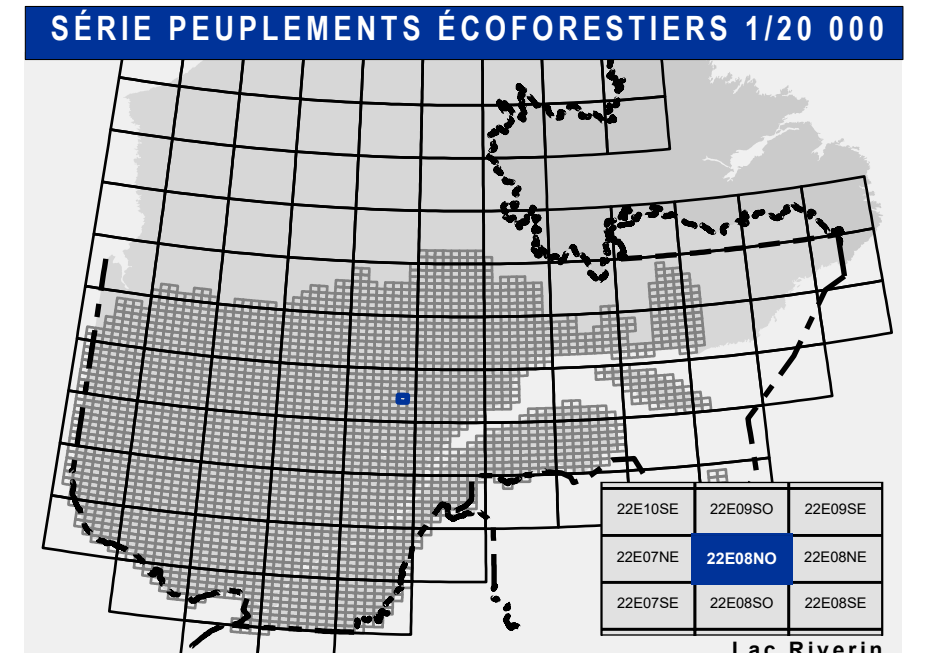 SÉRIE PEUPLEMENTS ÉCOFORESTIERS 1/20 000
22E10SE 22E09SO 22E09SE
22E07NE 22E08NO 22E08NE
22E07SE 22E08SO 22E08SE
Lac Riverin